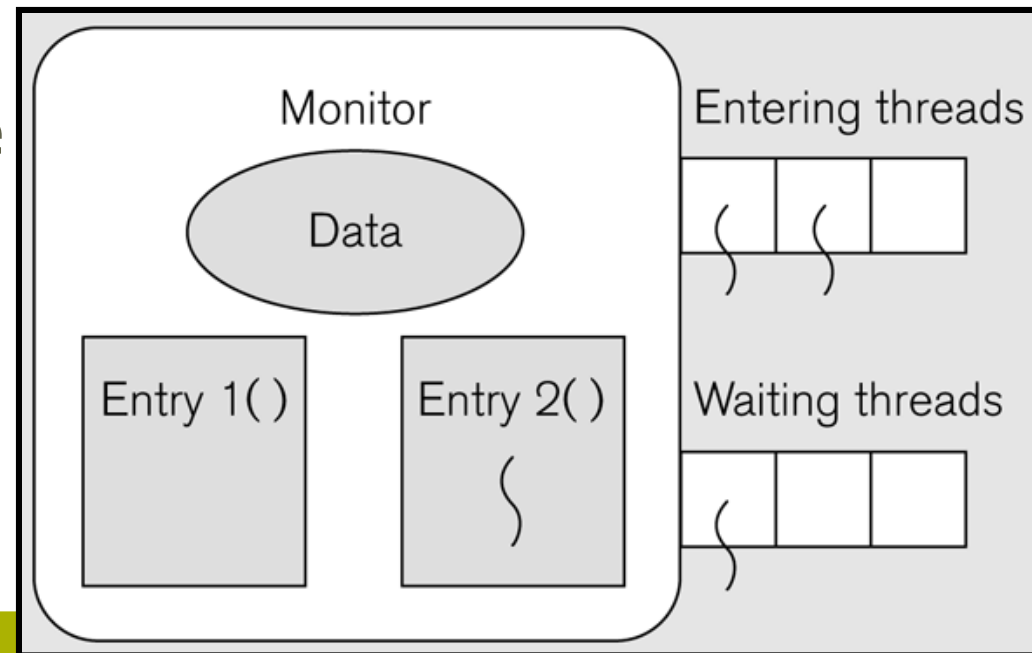 Monitor
Entering threads
Data
Entry 1( )
Entry 2( )
Waiting threads